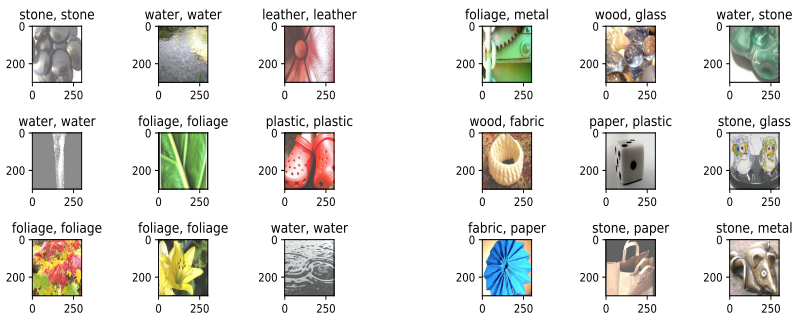 stone, stone water, water leather, leather foliage, metal wood, glass water, stone
0 0 0 0 0 0
200 200 200 200 200 200
0 250 0 250 0 250 0 250 0 250 0 250
water, water foliage, foliage plastic, plastic wood, fabric paper, plastic stone, glass
0 0 0 0 0 0
200 200 200 200 200 200
0 250 0 250 0 250 0 250 0 250 0 250
foliage, foliage foliage, foliage water, water fabric, paper stone, paper stone, metal
0 0 0 0 0 0
200 200 200 200 200 200
0 250 0 250 0 250 0 250 0 250 0 250